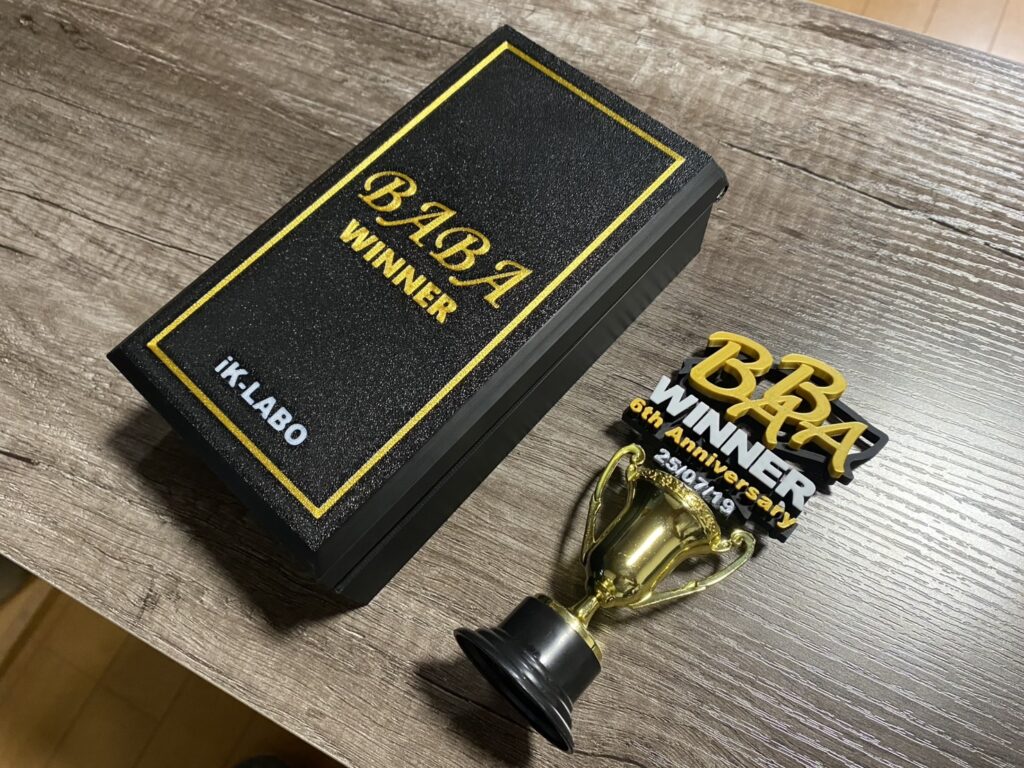 BABA
WINNER
iK-LABO
BABA
WINNER
6th Anniversary
25/07/19